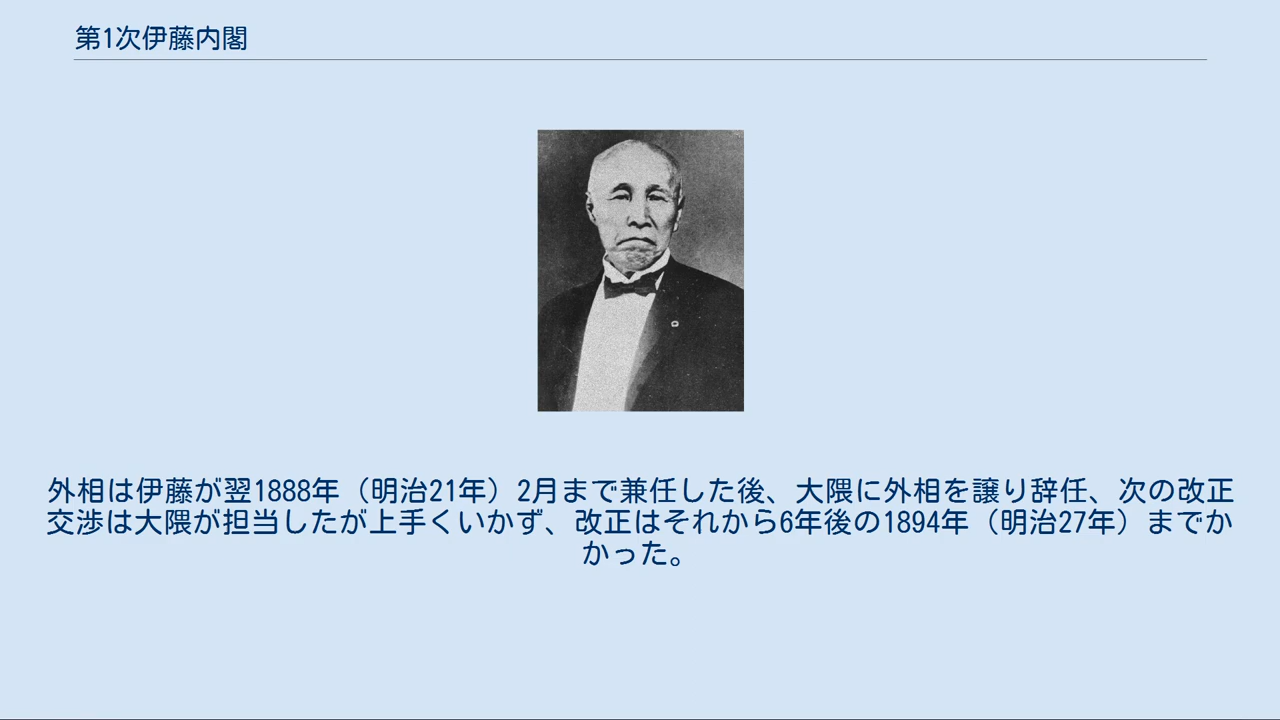 第1次伊藤内閣
外相は伊藤が翌1888年（明治21年）2月まで兼任した後、大隈に外相を譲り辞任、次の改正
交渉は大隈が担当したが上手くいかず、改正はそれから6年後の1894年（明治27年）までか
かった。